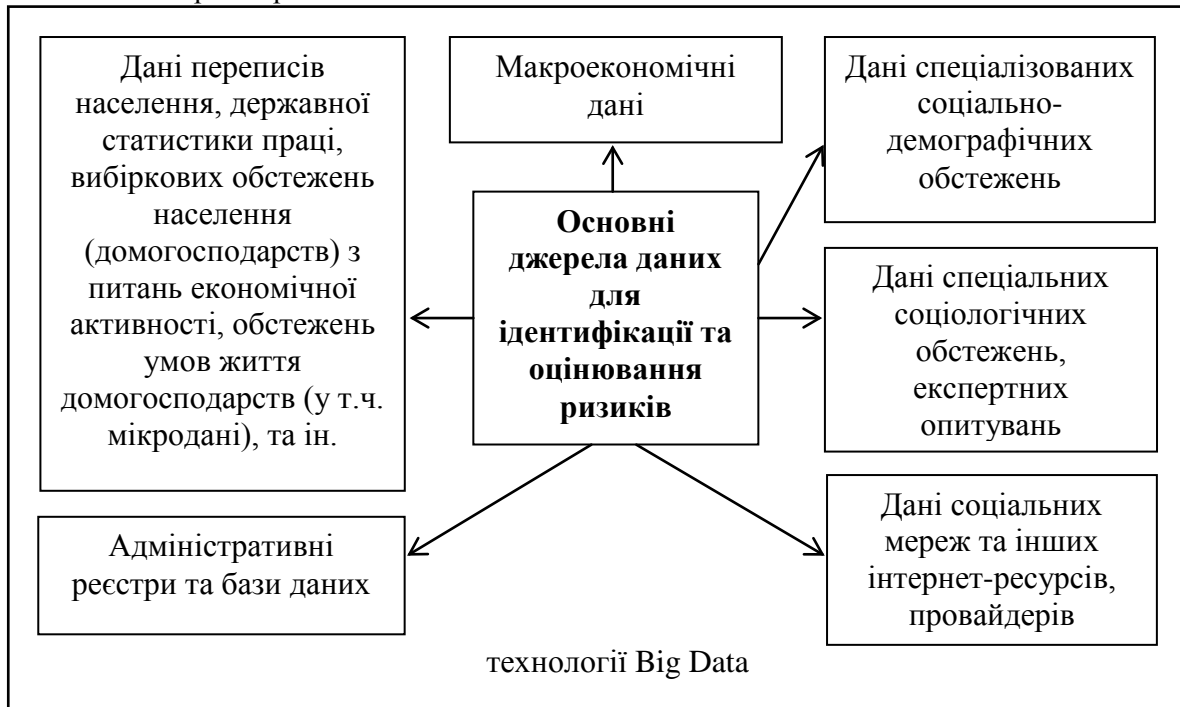 Дані переписів
населення, державної
статистики праці,
вибіркових обстежень
населення
(домогосподарств) з
питань економічної
активності, обстежень
умов життя
домогосподарств (у т.ч.
мікродані), та ін.
Макроекономічні
дані
Дані спеціалізованих
соціально-
демографічних
обстежень
Основні
джерела даних
для
ідентифікації та
оцінювання
ризиків
Дані спеціальних
соціологічних
обстежень,
експертних
опитувань
Адміністративні
реєстри та бази даних
Дані соціальних
мереж та інших
інтернет-ресурсів,
провайдерів
технології Big Data